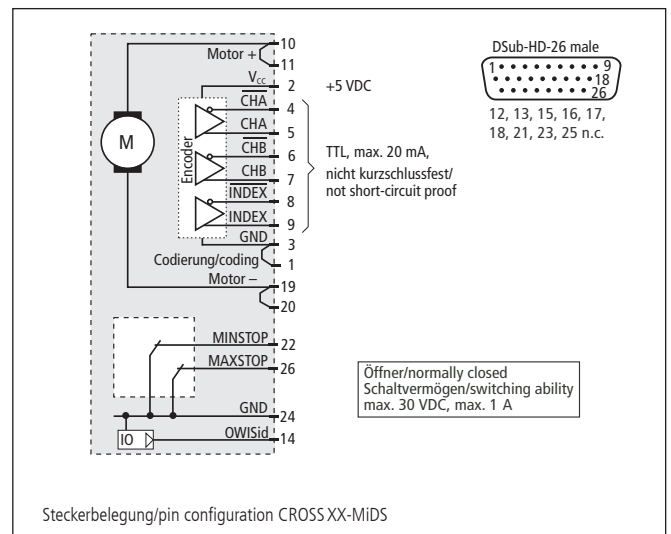 10
Motor +
11
Vcc
2
+5 VDC
CHA
4
CHA
5
CHB
6
CHB
7
INDEX
8
INDEX
9
GND
3
Codierung/coding
1
Motor –
19
20
M
Encoder
TTL, max. 20 mA,
nicht kurzschlussfest/
not short-circuit proof
DSub-HD-26 male
1 9
18
26
12, 13, 15, 16, 17,
18, 21, 23, 25 n.c.
MINSTOP
22
MAXSTOP
26
GND
24
IO
OWISid
14
Öffner/normally closed
Schaltvermögen/switching ability
max. 30 VDC, max. 1 A
Steckerbelegung/pin configuration CROSS XX-MiDS